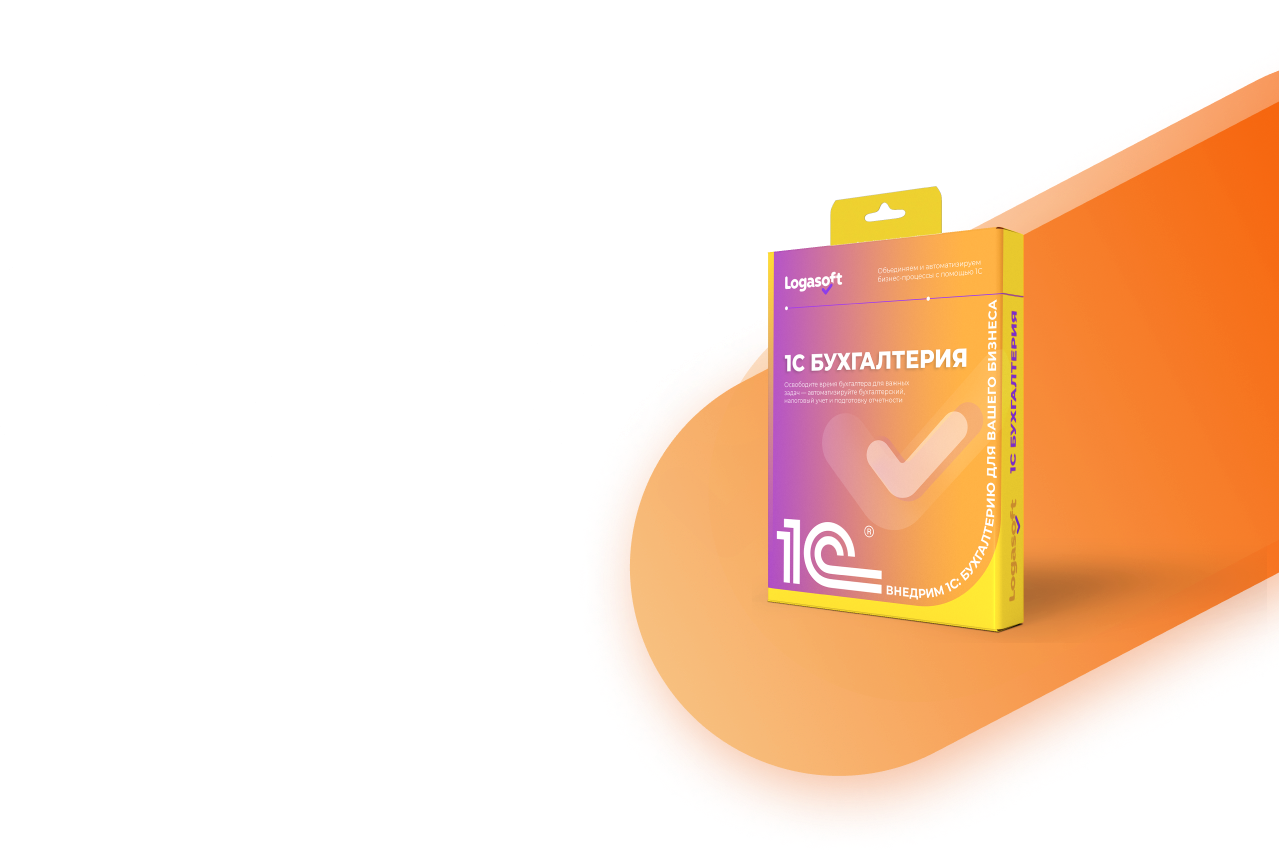 Logasoft
Объединяем и автоматизируем
бизнес-процессы с помощью 1С
1С БУХГАЛТЕРИЯ
Освободите время бухгалтера для важных
задач — автоматизируйте бухгалтерский,
налоговый учет и подготовку отчетности
1С ®
ВНЕДРИМ 1С: БУХГАЛТЕРИЮ ДЛЯ ВАШЕГО БИЗНЕСА
1С БУХГАЛТЕРИЯ
Logasoft